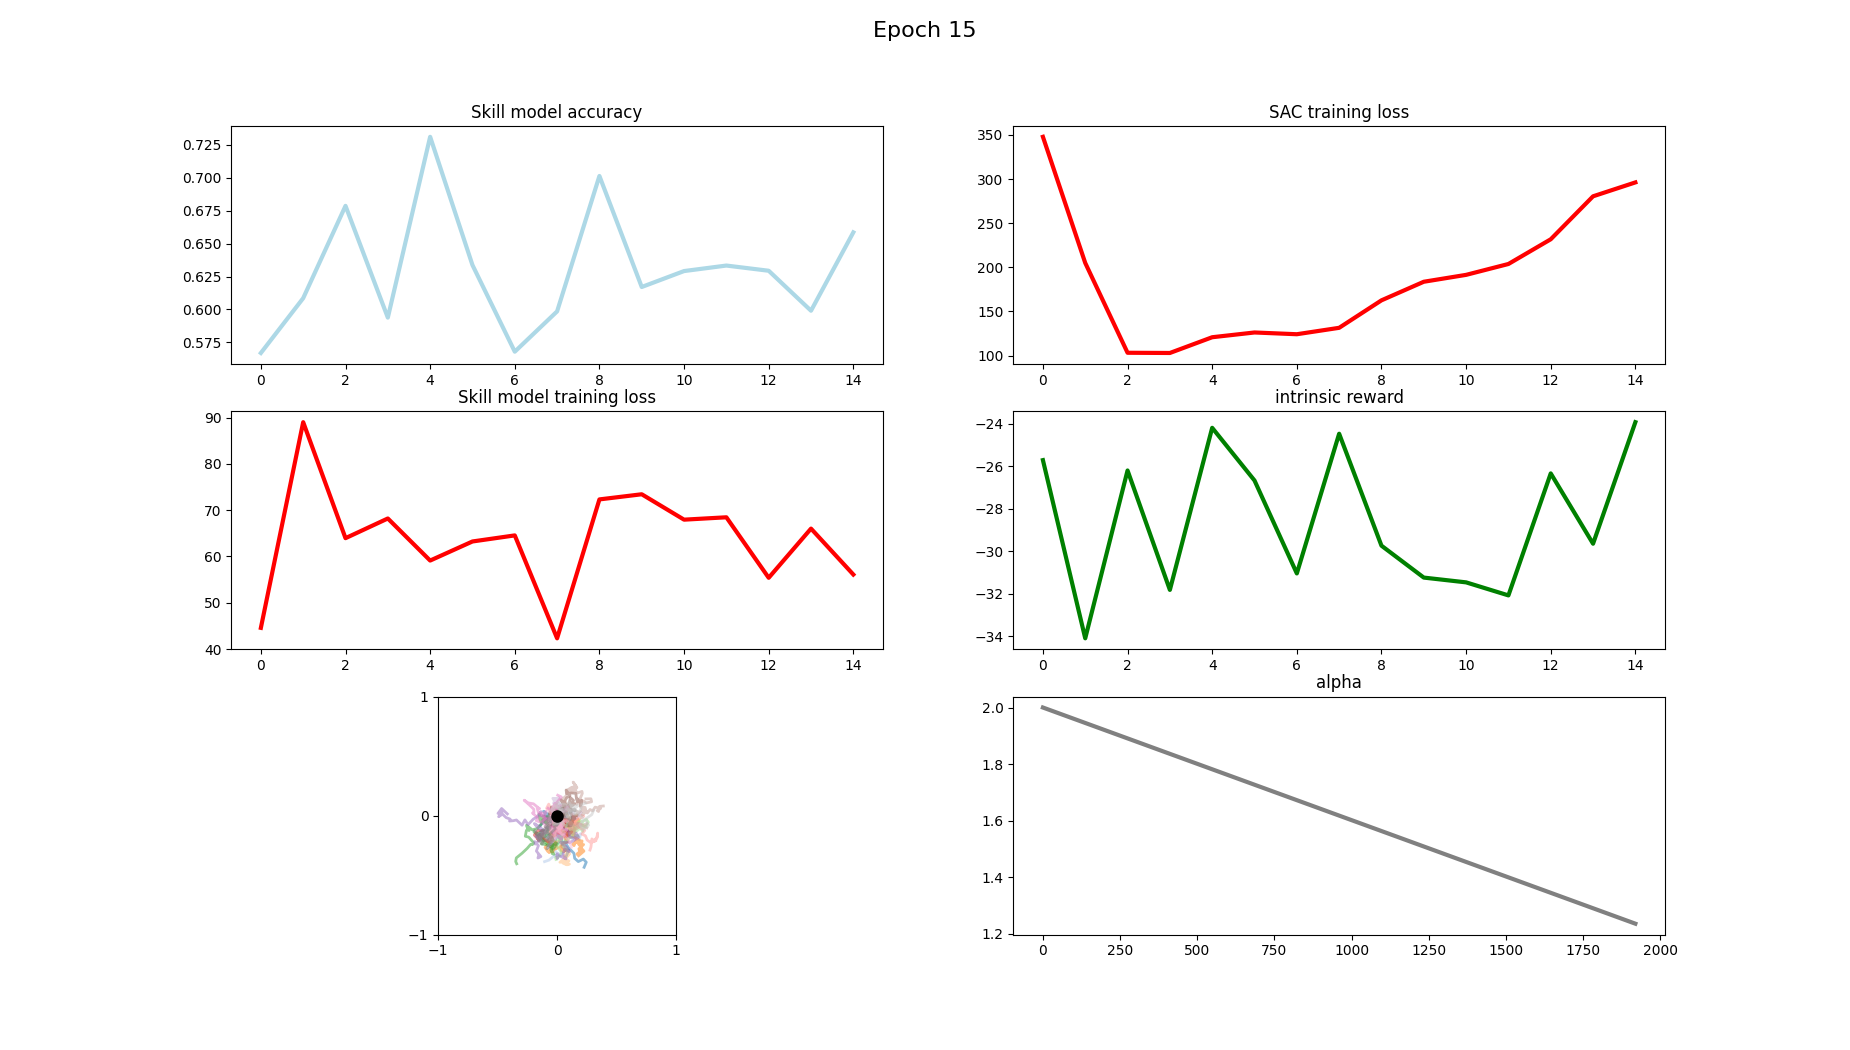 Epoch 15
Skill model accuracy
0.725
0.700
0.675
0.650
0.625
0.600
0.575
0 2 4 6 8 10 12 14
SAC training loss
350
300
250
200
150
100
0 2 4 6 8 10 12 14
Skill model training loss
90
80
70
60
50
40
0 2 4 6 8 10 12 14
intrinsic reward
−24
−26
−28
−30
−32
−34
0 2 4 6 8 10 12 14
1
0
−1
−1 0 1
alpha
2.0
1.8
1.6
1.4
1.2
0 250 500 750 1000 1250 1500 1750 2000